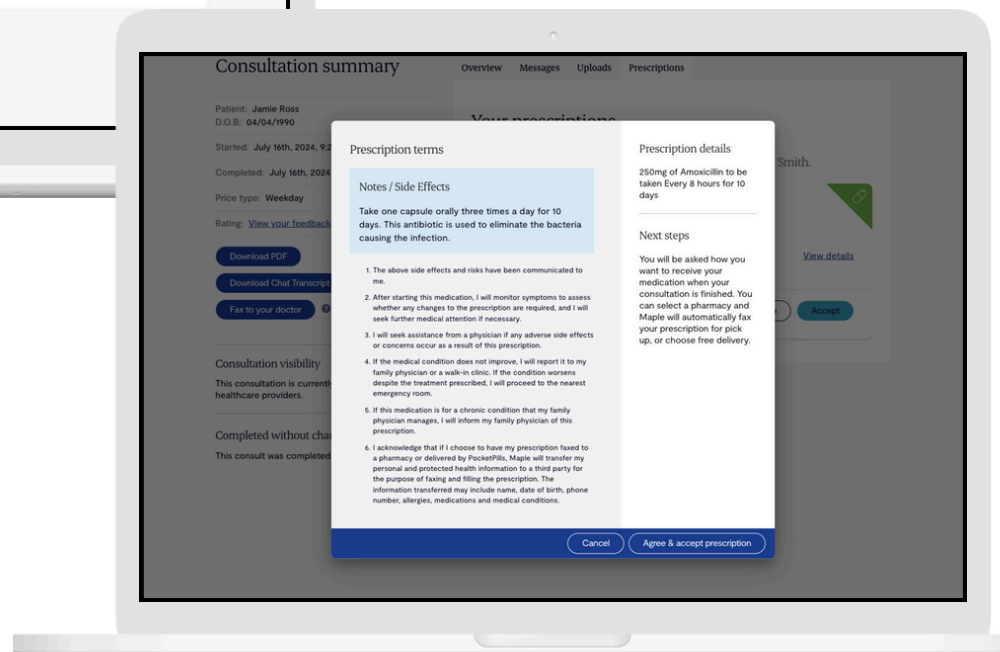 Consultation summary
Overview Messages Uploads Prescriptions
Patient: Jamie Ross
D.O.B: 04/04/1990
Started: July 16th, 2024,
Completed: July 16th, 2024
Price type: Weekday
Rating: View your feedback
Download PDF
Download Chat Transcript
Fax to your doctor ?
Consultation visibility
This consultation is
healthcare providers.
Completed without
This consult was completed
Your prescriptions
Smith.
View details
Accept
Prescription terms
Notes / Side Effects
Take one capsule orally three times a day for 10
days. This antibiotic is used to eliminate the bacteria
causing the infection.
1. The above side effects and risks have been communicated to
me.
2. After starting this medication, I will monitor symptoms to assess
whether any changes to the prescription are required, and I will
seek further medical attention if necessary.
3. I will seek assistance from a physician if any adverse side effects
or concerns occur as a result of this prescription.
4. If the medical condition does not improve, I will report it to my
family physician or a walk-in clinic. If the condition worsens
despite the treatment prescribed, I will proceed to the nearest
emergency room.
5. If this medication is for a chronic condition that my family
physician manages, I will inform my family physician of this
prescription.
6. I acknowledge that if I choose to have my prescription faxed to
a pharmacy or delivered by PocketPills, Maple will transfer my
personal and protected health information to a third party for
the purpose of faxing and filling the prescription. The
information transferred may include name, date of birth, phone
number, allergies, medications and medical conditions.
Prescription details
250mg of Amoxicillin to be
taken Every 8 hours for 10
days
Next steps
You will be asked how you
want to receive your
medication when your
consultation is finished. You
can select a pharmacy and
Maple will automatically fax
your prescription for pick
up, or choose free delivery.
Cancel Agree & accept prescription